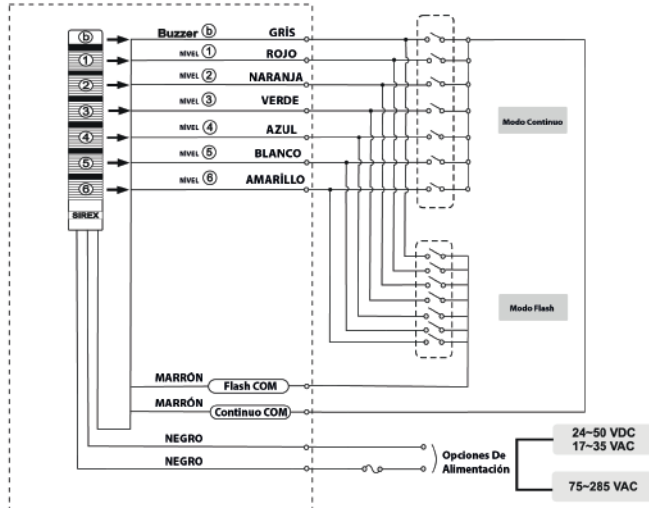 b Buzzer b GRÍS
1 NIVEL 1 ROJO
2 NIVEL 2 NARANJA
3 NIVEL 3 VERDE
4 NIVEL 4 AZUL
5 NIVEL 5 BLANCO
6 NIVEL 6 AMARÍLLO
SIREX
Modo Continuo
Modo Flash
MARRÓN Flash COM
MARRÓN Continuo COM
NEGRO
NEGRO
Opciones De
Alimentación
24~50 VDC
17~35 VAC
75~285 VAC